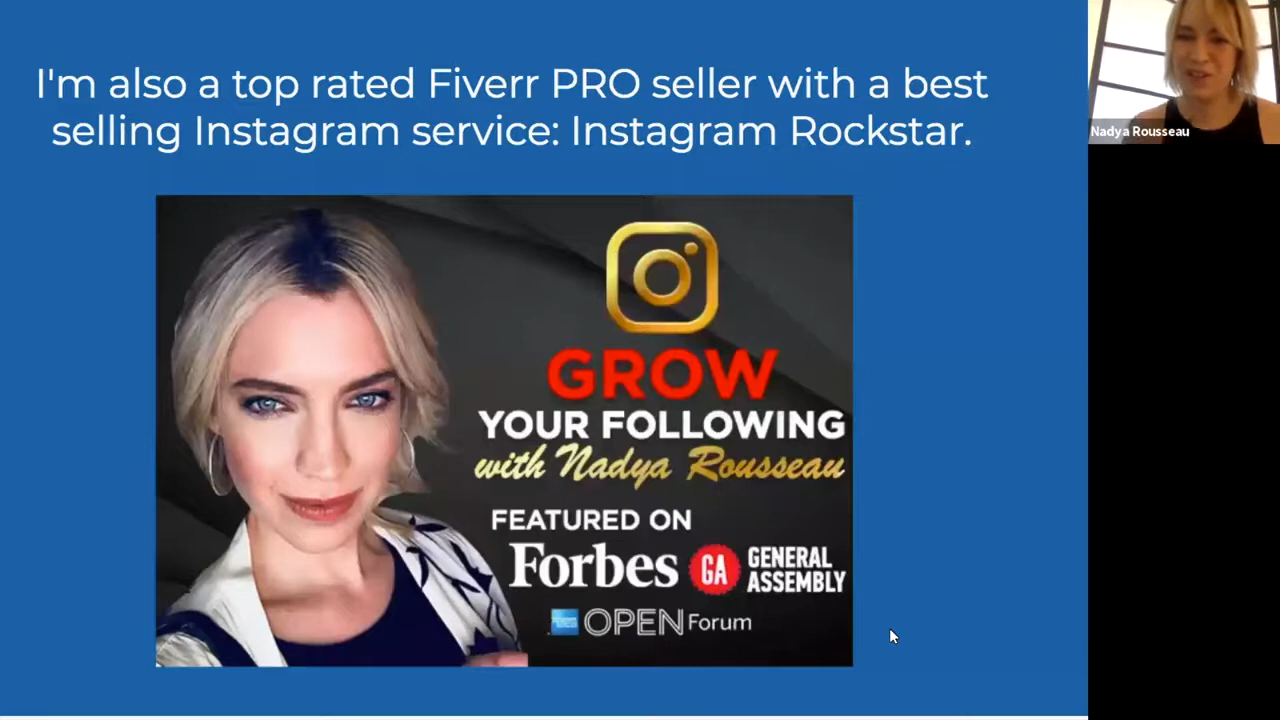 I'm also a top rated Fiverr PRO seller with a best
selling Instagram service: Instagram Rockstar.
Nadya Rousseau
GROW
YOUR FOLLOWING
with Nadya Rousseau
FEATURED ON
Forbes GA GENERAL
ASSEMBLY
OPEN Forum